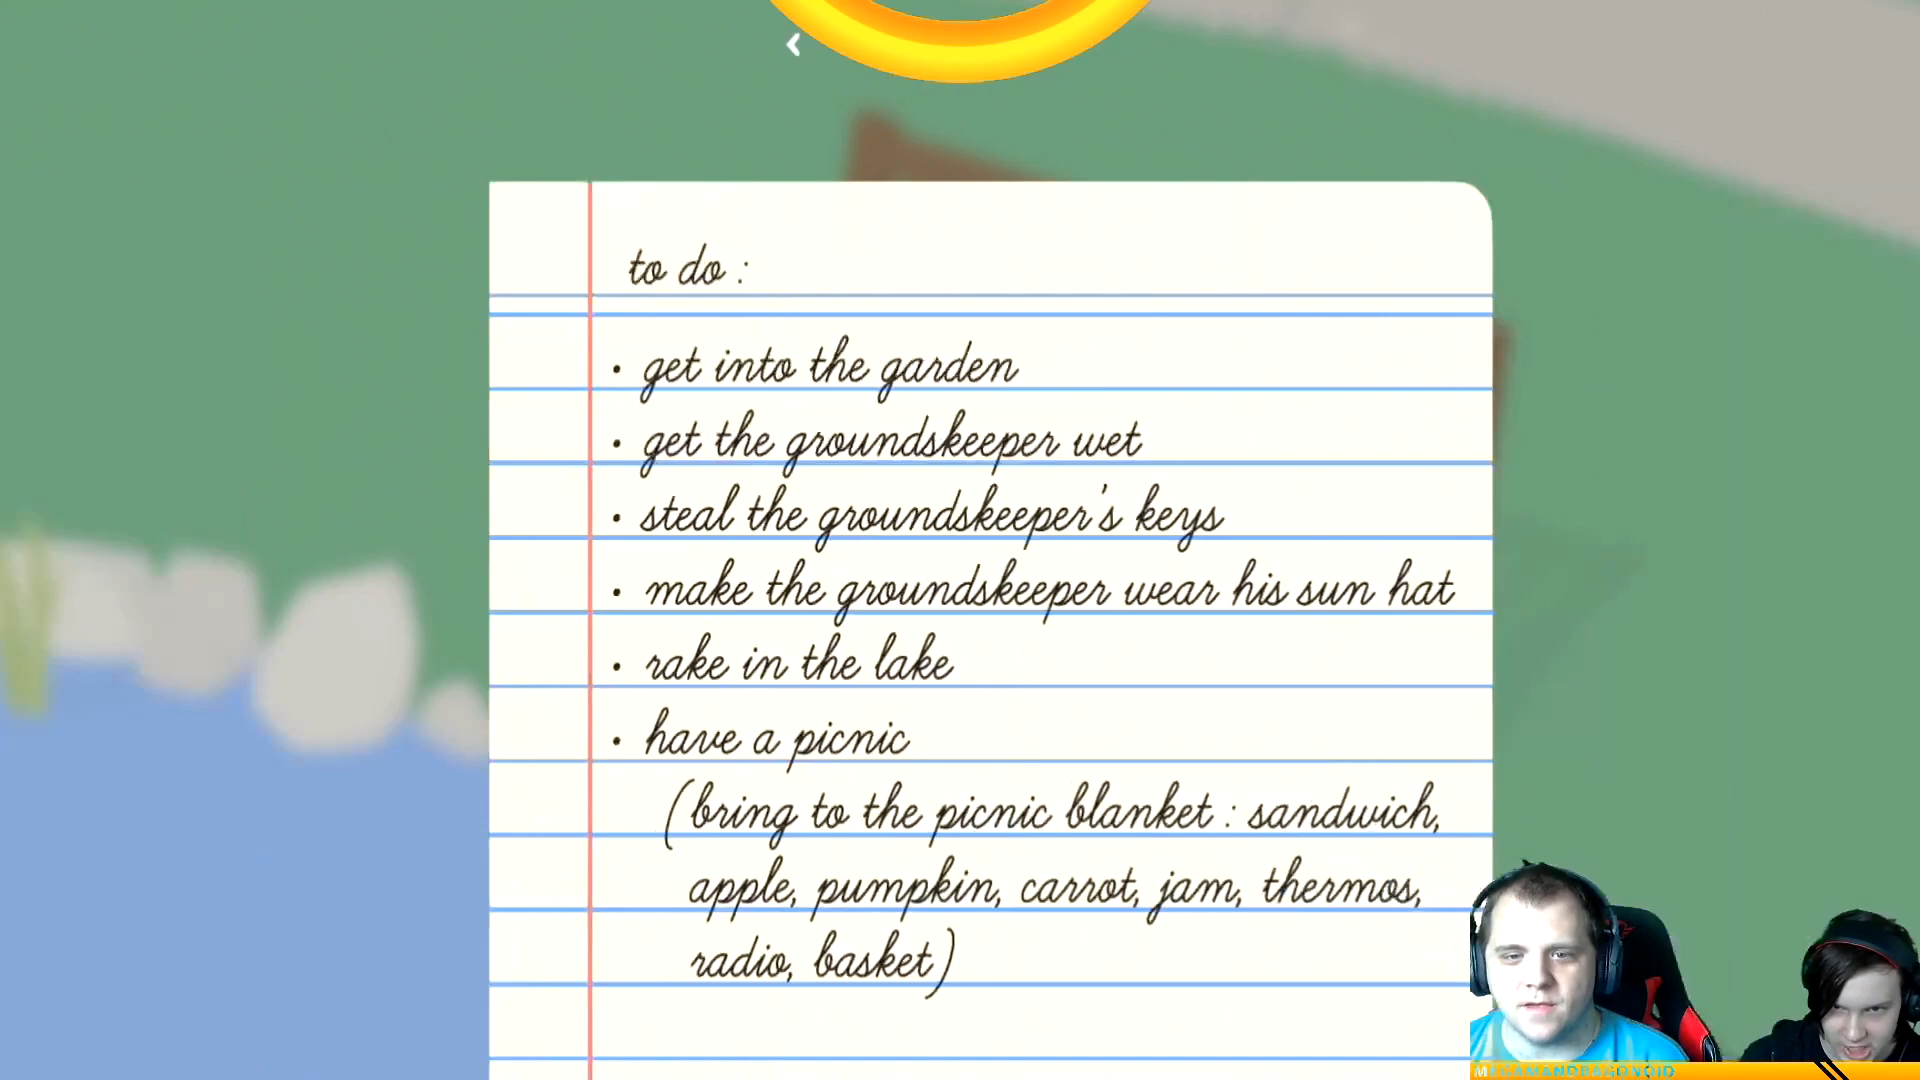 to do :
• get into the garden
• get the groundskeeper wet
• steal the groundskeeper's keys
• make the groundskeeper wear his sun hat
• rake in the lake
• have a picnic
(bring to the picnic blanket : sandwich,
apple, pumpkin, carrot, jam, thermos,
radio, basket)
MEGAMANDRAGONOID